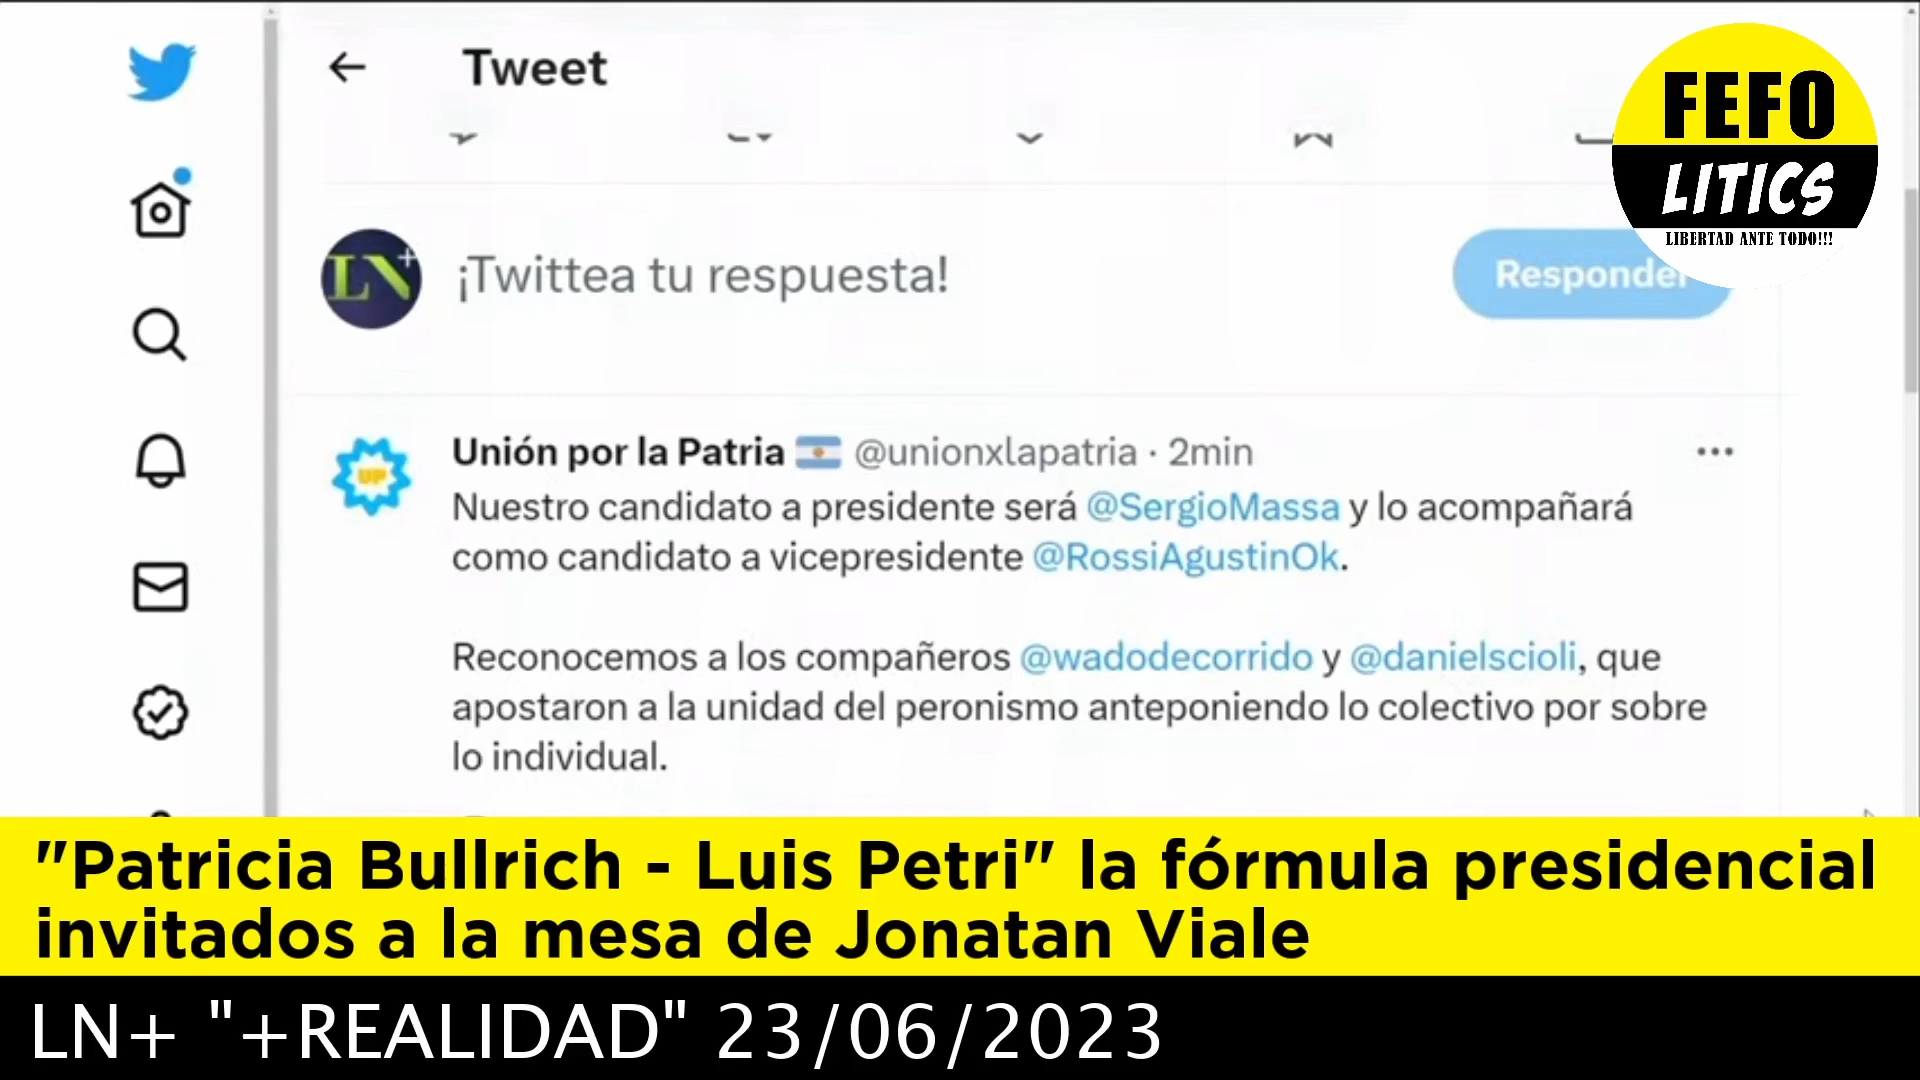 Tweet
FEFO
LITICS
LIBERTAD ANTE TODO!!!
LN+
¡Twittea tu respuesta!
Responder
UP
Unión por la Patria @unionxlapatria · 2min
Nuestro candidato a presidente será @SergioMassa y lo acompañará
como candidato a vicepresidente @RossiAgustinOk.
Reconocemos a los compañeros @wadodecorrido y @danielscioli, que
apostaron a la unidad del peronismo anteponiendo lo colectivo por sobre
lo individual.
"Patricia Bullrich - Luis Petri" la fórmula presidencial
invitados a la mesa de Jonatan Viale
LN+ "+REALIDAD" 23/06/2023